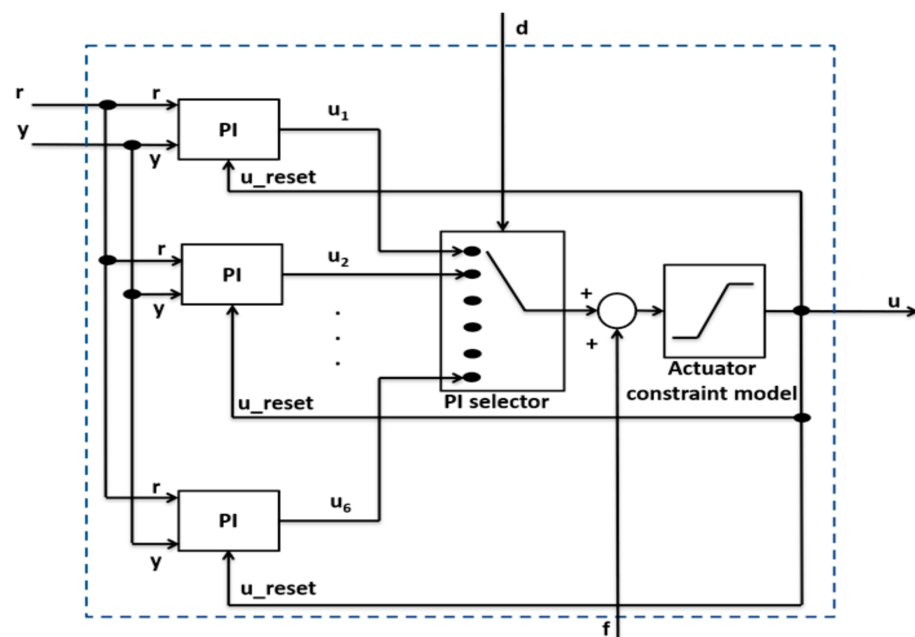 d
r
r
u₁
PI
y
y
u_reset
r
u₂
PI
y
.
.
.
+
u
+
Actuator
constraint model
PI selector
u_reset
r
u₆
PI
y
u_reset
f